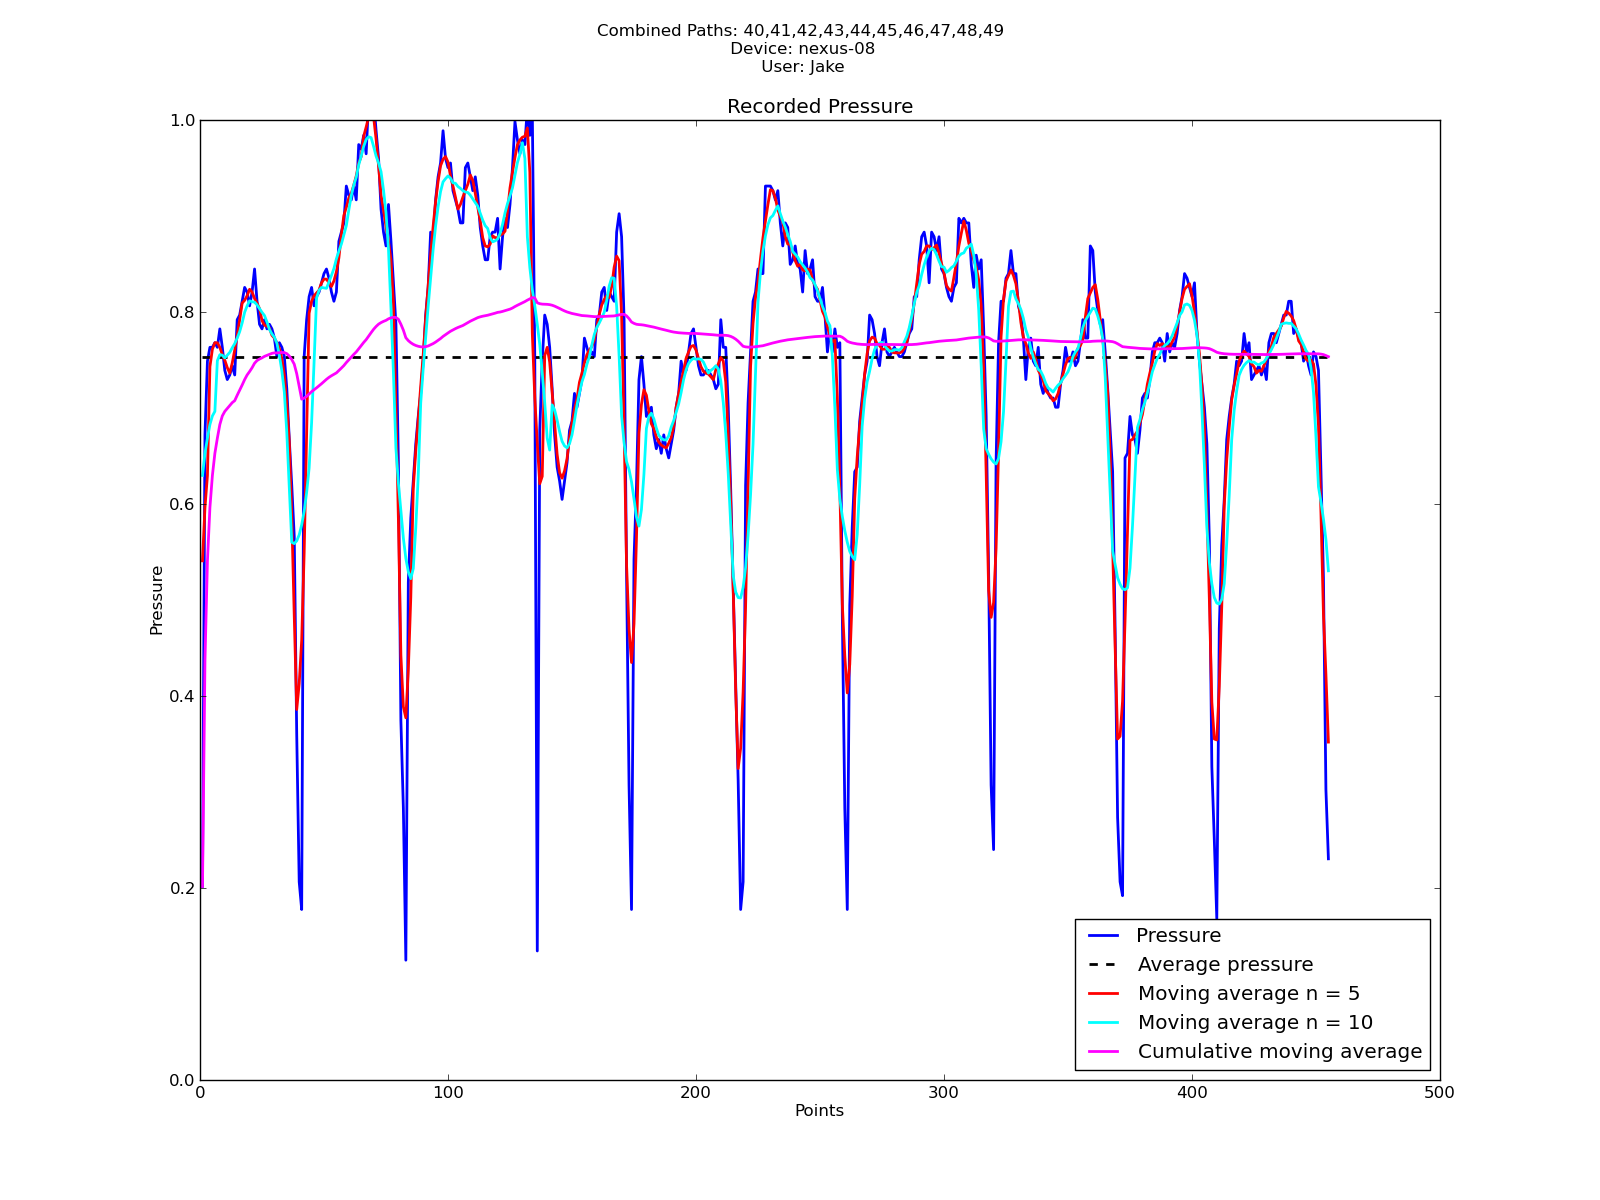 Combined Paths: 40,41,42,43,44,45,46,47,48,49
Device: nexus-08
User: Jake
Recorded Pressure
1.0
0.8
0.6
0.4
0.2
0.0
Pressure
0
100
200
300
400
500
Points
Pressure
Average pressure
Moving average n = 5
Moving average n = 10
Cumulative moving average